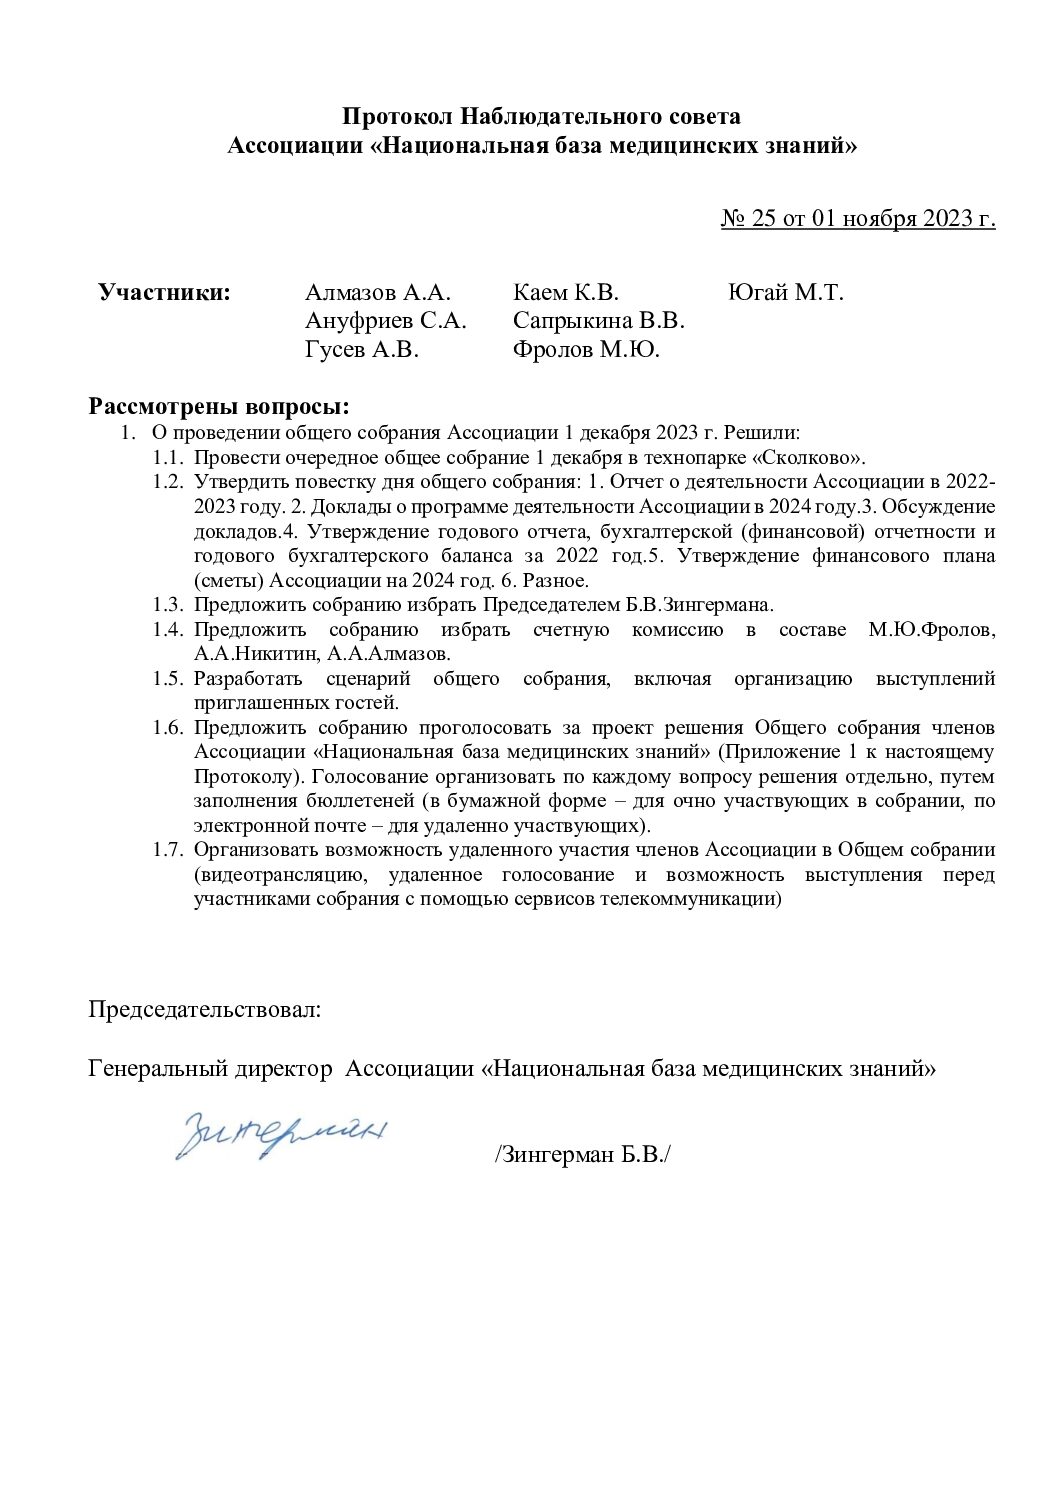 Протокол Наблюдательного совета
Ассоциации «Национальная база медицинских знаний»
№ 25 от 01 ноября 2023 г.
Участники: Алмазов А.А. Каем К.В. Югай М.Т.
Ануфриев С.А. Сапрыкина В.В.
Гусев А.В. Фролов М.Ю.
Рассмотрены вопросы:
1. О проведении общего собрания Ассоциации 1 декабря 2023 г. Решили:
1.1. Провести очередное общее собрание 1 декабря в технопарке «Сколково».
1.2. Утвердить повестку дня общего собрания: 1. Отчет о деятельности Ассоциации в 2022-
2023 году. 2. Доклады о программе деятельности Ассоциации в 2024 году.3. Обсуждение
докладов.4. Утверждение годового отчета, бухгалтерской (финансовой) отчетности и
годового бухгалтерского баланса за 2022 год.5. Утверждение финансового плана
(сметы) Ассоциации на 2024 год. 6. Разное.
1.3. Предложить собранию избрать Председателем Б.В.Зингермана.
1.4. Предложить собранию избрать счетную комиссию в составе М.Ю.Фролов,
А.А.Никитин, А.А.Алмазов.
1.5. Разработать сценарий общего собрания, включая организацию выступлений
приглашенных гостей.
1.6. Предложить собранию проголосовать за проект решения Общего собрания членов
Ассоциации «Национальная база медицинских знаний» (Приложение 1 к настоящему
Протоколу). Голосование организовать по каждому вопросу решения отдельно, путем
заполнения бюллетеней (в бумажной форме – для очно участвующих в собрании, по
электронной почте – для удаленно участвующих).
1.7. Организовать возможность удаленного участия членов Ассоциации в Общем собрании
(видеотрансляцию, удаленное голосование и возможность выступления перед
участниками собрания с помощью сервисов телекоммуникации)
Председательствовал:
Генеральный директор Ассоциации «Национальная база медицинских знаний»
Зингерман
/Зингерман Б.В./